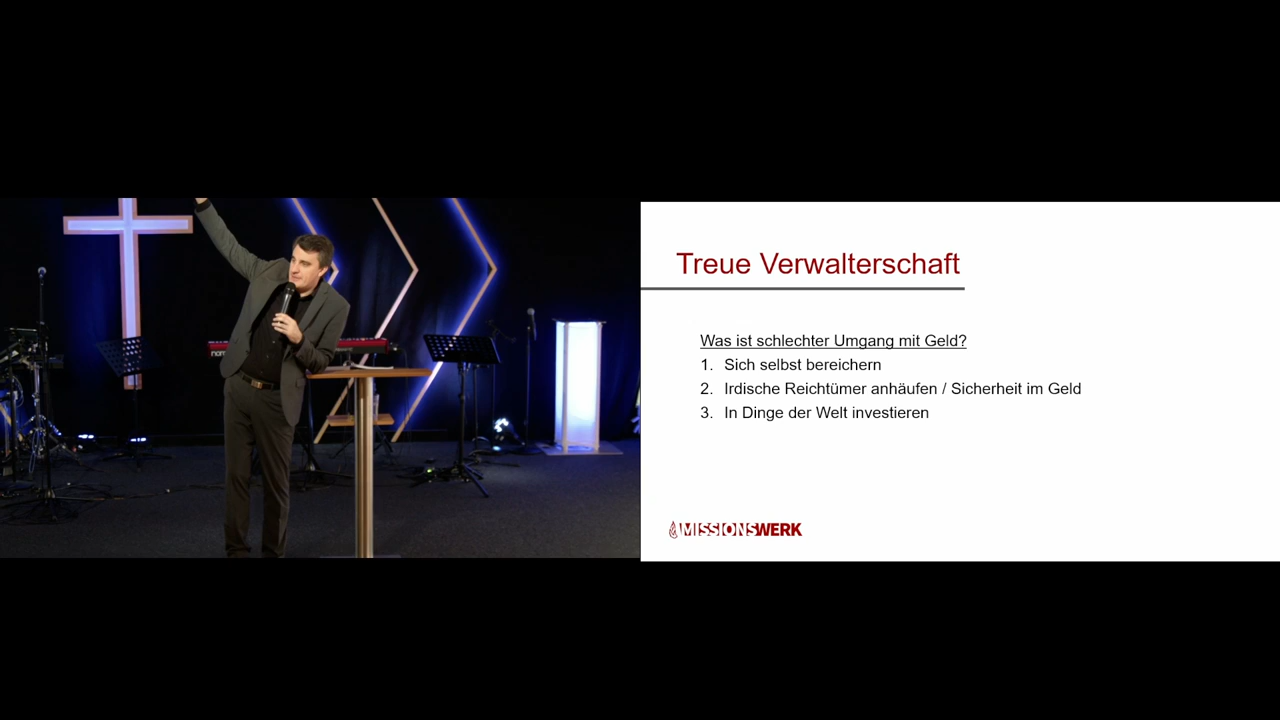 Treue Verwalterschaft
Was ist schlechter Umgang mit Geld?
1. Sich selbst bereichern
2. Irdische Reichtümer anhäufen / Sicherheit im Geld
3. In Dinge der Welt investieren
MISSIONSWERK